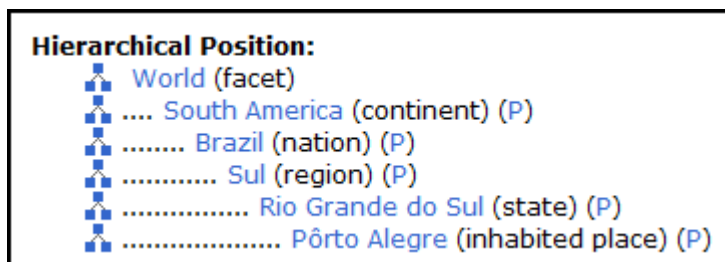 Hierarchical Position:
World (facet)
.... South America (continent) (P)
........ Brazil (nation) (P)
............ Sul (region) (P)
................ Rio Grande do Sul (state) (P)
.................... Pôrto Alegre (inhabited place) (P)